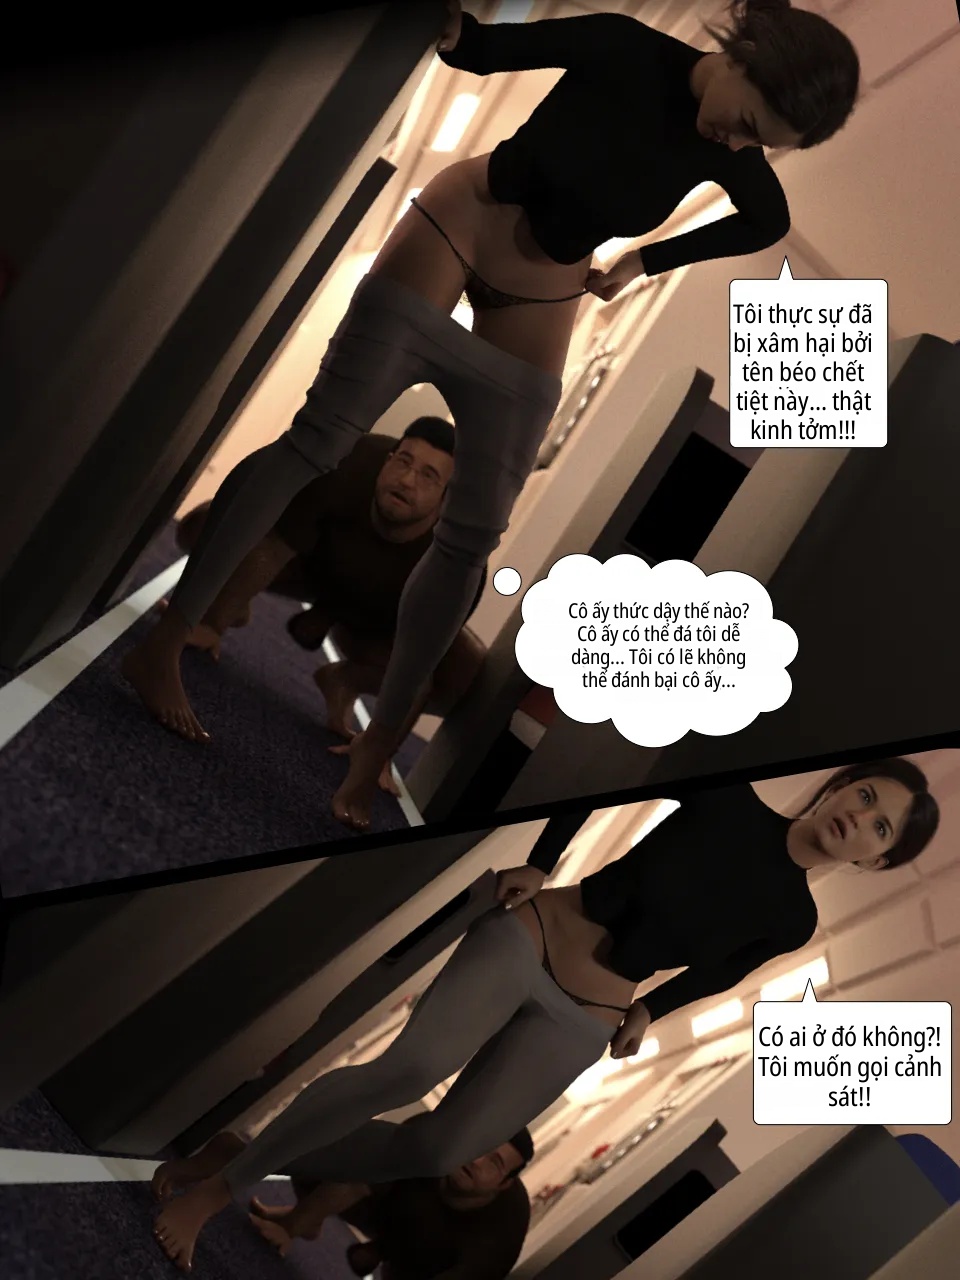 Tôi thực sự đã
bị xâm hại bởi
tên béo chết
tiệt này... thật
kinh tởm!!!
Cô ấy thức dậy thế nào?
Cô ấy có thể đá tôi dễ
dàng... Tôi có lẽ không
thể đánh bại cô ấy...
Có ai ở đó không?!
Tôi muốn gọi cảnh
sát!!